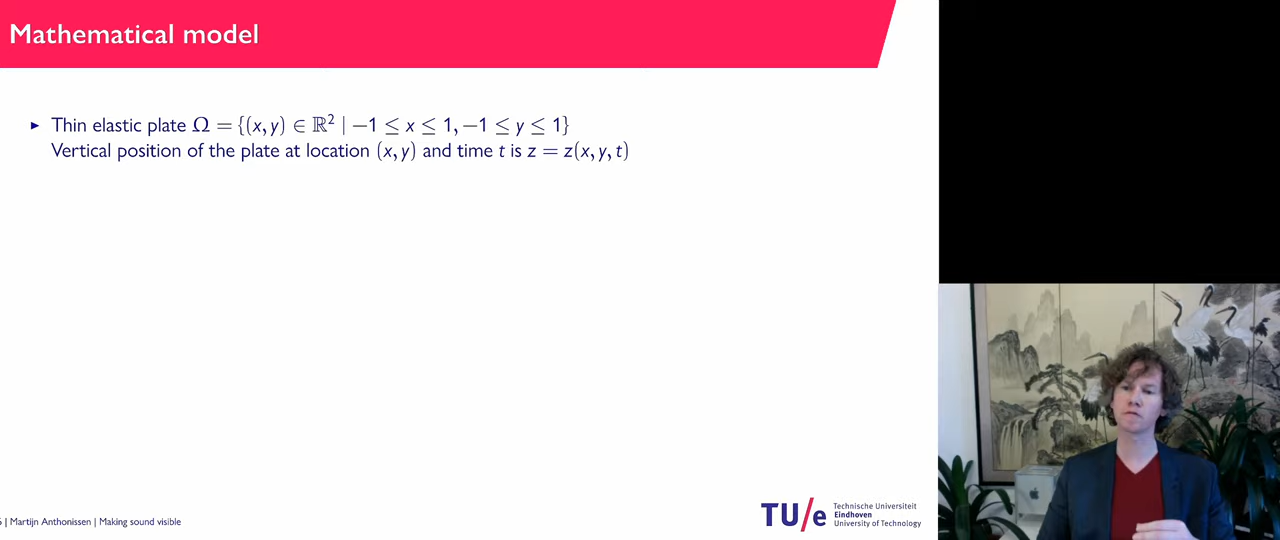 Mathematical model
▸ Thin elastic plate Ω = {(x, y) ∈ ℝ² | −1 ≤ x ≤ 1, −1 ≤ y ≤ 1}
Vertical position of the plate at location (x, y) and time t is z = z(x, y, t)
| Martijn Anthonissen | Making sound visible
TU/e
Technische Universiteit
Eindhoven
University of Technology